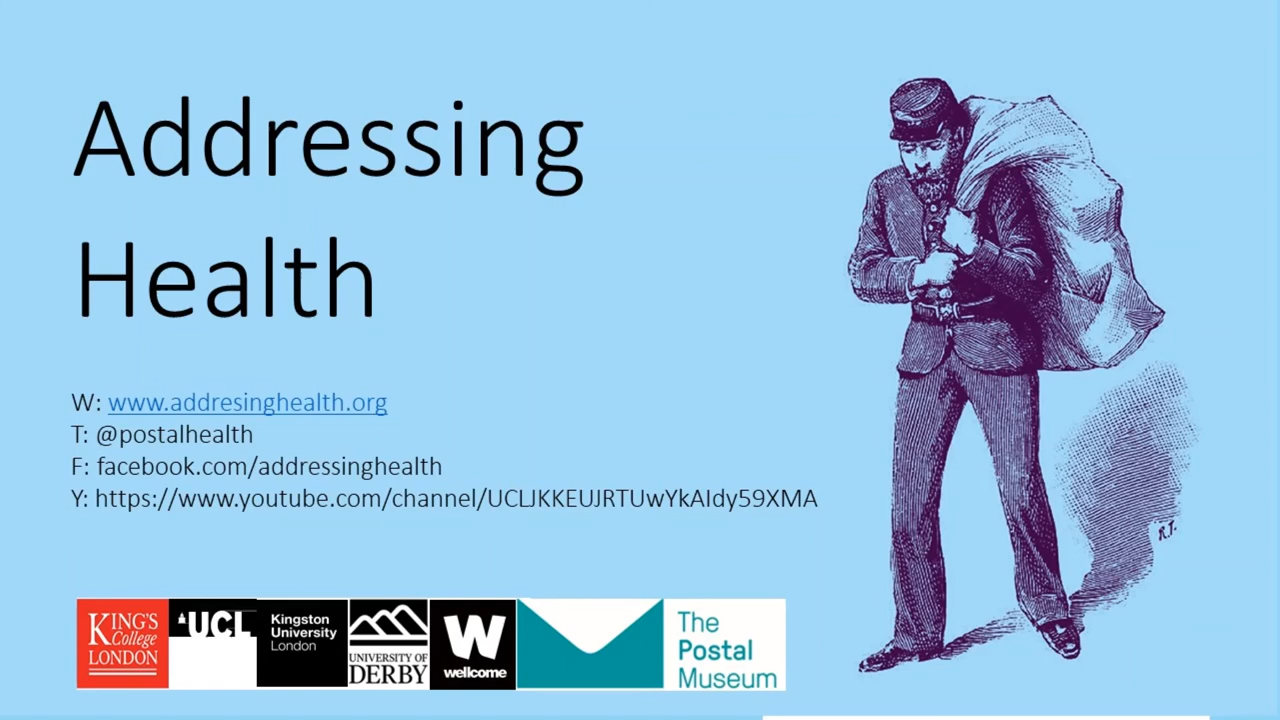 Addressing
Health
W: www.addresinghealth.org
T: @postalhealth
F: facebook.com/addressinghealth
Y: https://www.youtube.com/channel/UCLJKKEUJRTUwYkAIdy59XMA
KING'S
College
LONDON
UCL
Kingston
University
London
UNIVERSITY OF
DERBY
W
wellcome
The
Postal
Museum
R.T.